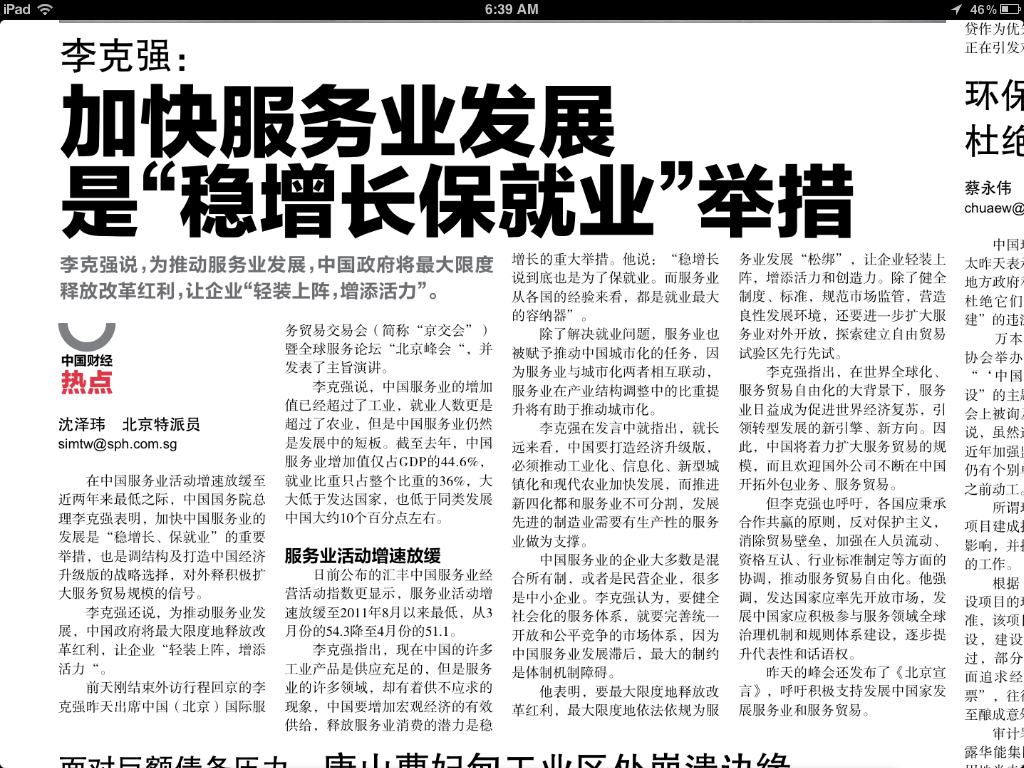 iPad
6:39 AM
46%
李克强：
加快服务业发展
是“稳增长保就业”举措
李克强说，为推动服务业发展，中国政府将最大限度
释放改革红利，让企业“轻装上阵，增添活力”。
中国财经
热点
沈泽玮 北京特派员
simtw@sph.com.sg
在中国服务业活动增速放缓至
近两年来最低之际，中国国务院总
理李克强表明，加快中国服务业的
发展是“稳增长、保就业”的重要
举措，也是调结构及打造中国经济
升级版的战略选择，对外释积极扩
大服务贸易规模的信号。
李克强还说，为推动服务业发
展，中国政府将最大限度地释放改
革红利，让企业“轻装上阵，增添
活力“。
前天刚结束外访行程回京的李
克强昨天出席中国（北京）国际服
务贸易交易会（简称“京交会”）
暨全球服务论坛“北京峰会“，并
发表了主旨演讲。
李克强说，中国服务业的增加
值已经超过了工业，就业人数更是
超过了农业，但是中国服务业仍然
是发展中的短板。截至去年，中国
服务业增加值仅占GDP的44.6%，
就业比重只占整个比重的36%，大
大低于发达国家，也低于同类发展
中国大约10个百分点左右。
服务业活动增速放缓
日前公布的汇丰中国服务业经
营活动指数更显示，服务业活动增
速放缓至2011年8月以来最低，从3
月份的54.3降至4月份的51.1。
李克强指出，现在中国的许多
工业产品是供应充足的，但是服务
业的许多领域，却有着供不应求的
现象，中国要增加宏观经济的有效
供给，释放服务业消费的潜力是稳
增长的重大举措。他说：“稳增长
说到底也是为了保就业。而服务业
从各国的经验来看，都是就业最大
的容纳器”。
除了解决就业问题，服务业也
被赋予推动中国城市化的任务，因
为服务业与城市化两者相互联动，
服务业在产业结构调整中的比重提
升将有助于推动城市化。
李克强在发言中就指出，就长
远来看，中国要打造经济升级版，
必须推动工业化、信息化、新型城
镇化和现代农业加快发展，而推进
新四化都和服务业不可分割，发展
先进的制造业需要有生产性的服务
业做为支撑。
中国服务业的企业大多数是混
合所有制，或者是民营企业，很多
是中小企业。李克强认为，要健全
社会化的服务体系，就要完善统一
开放和公平竞争的市场体系，因为
中国服务业发展滞后，最大的制约
是体制机制障碍。
他表明，要最大限度地释放改
革红利，最大限度地依法依规为服
务业发展“松绑”，让企业轻装上
阵，增添活力和创造力。除了健全
制度、标准，规范市场监管，营造
良性发展环境，还要进一步扩大服
务业对外开放，探索建立自由贸易
试验区先行先试。
李克强指出，在世界全球化、
服务贸易自由化的大背景下，服务
业日益成为促进世界经济复苏，引
领转型发展的新引擎、新方向。因
此，中国将着力扩大服务贸易的规
模，而且欢迎国外公司不断在中国
开拓外包业务、服务贸易。
但李克强也呼吁，各国应秉承
合作共赢的原则，反对保护主义，
消除贸易壁垒，加强在人员流动、
资格互认、行业标准制定等方面的
协调，推动服务贸易自由化。他强
调，发达国家应率先开放市场，发
展中国家应积极参与服务领域全球
治理机制和规则体系建设，逐步提
升代表性和话语权。
昨天的峰会还发布了《北京宣
言》，呼吁积极支持发展中国家发
展服务业和服务贸易。
贷作为优
正在引发
环保
杜绝
蔡永伟
chuaew@
太昨天表
地方政府
杜绝它们
建”的违
万本
协会举办
“‘中国
设”的主
会上被询
说，虽然
近年加强
仍有个别
之前动工
所谓
项目建成
影响，并
的工作。
根据
设项目的
准，该项
设，建设
过，部分
面追求经
票”，往
至酿成意
审计
露华能集